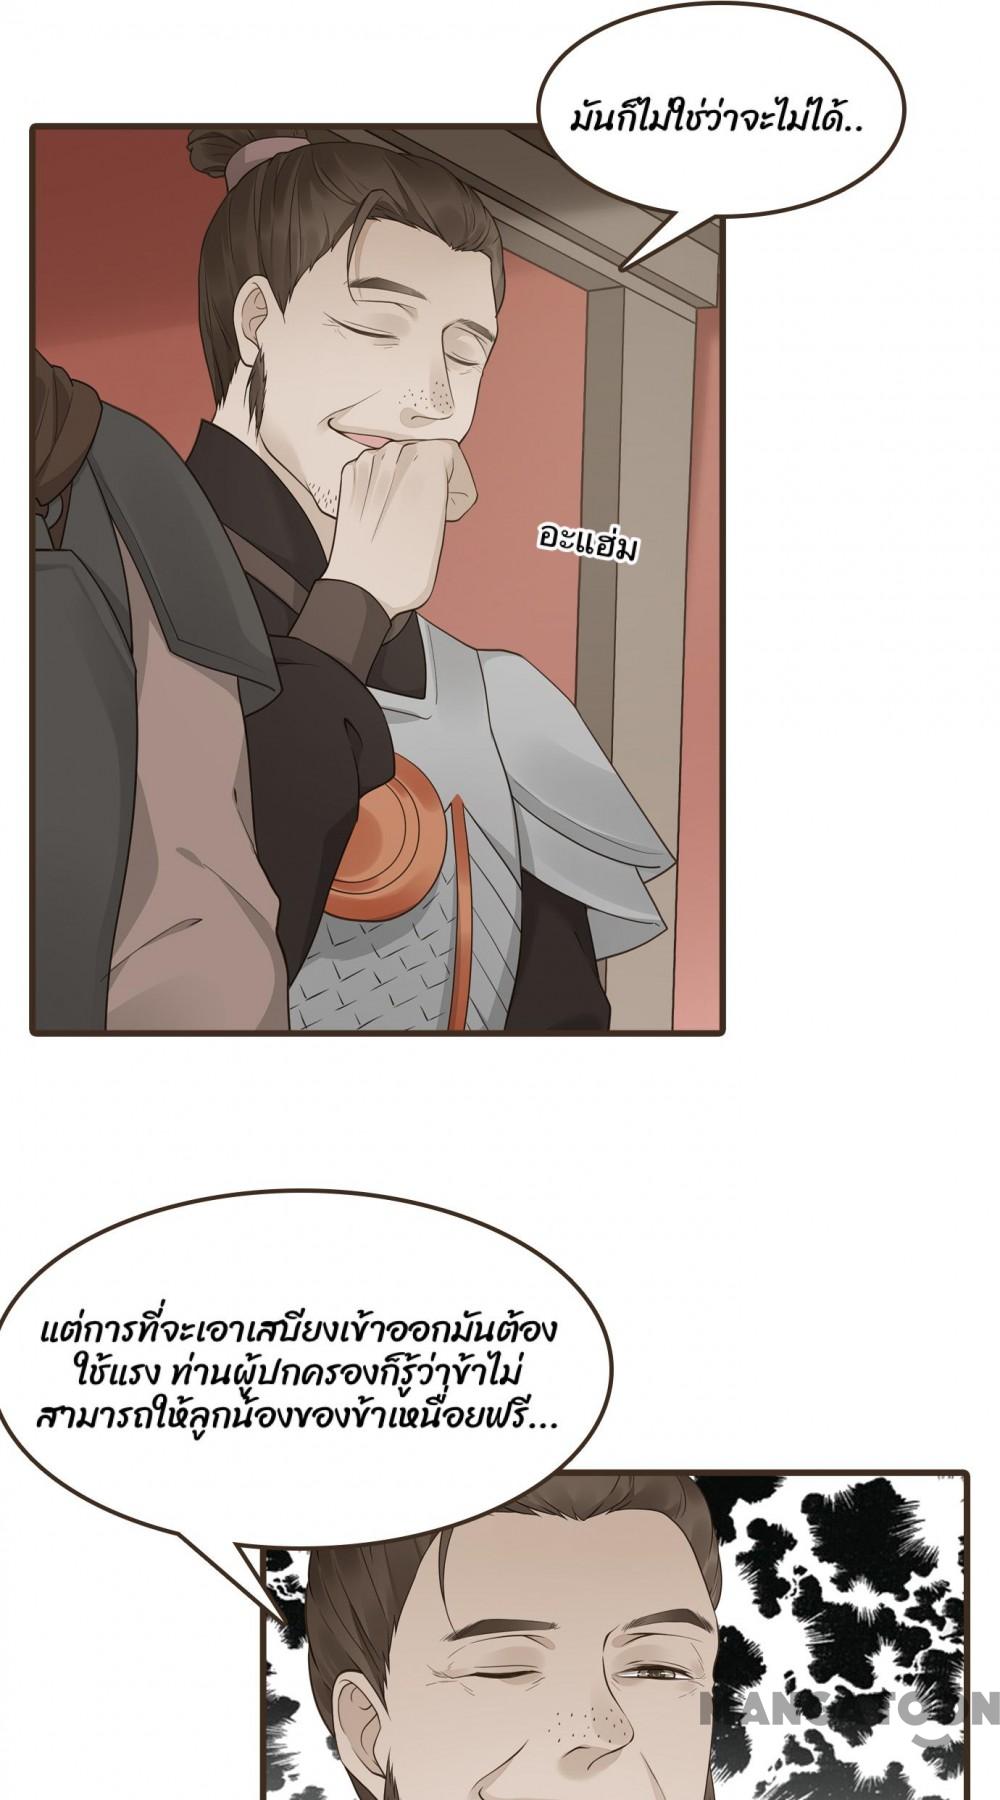 มันก็ไม่ใช่ว่าจะไม่ได้..
อะแฮ่ม
แต่การที่จะเอาเสบียงเข้าออกมันต้อง
ใช้แรง ท่านผู้ปกครองก็รู้ว่าข้าไม่
สามารถให้ลูกน้องของข้าเหนื่อยฟรี...
MANGATOON